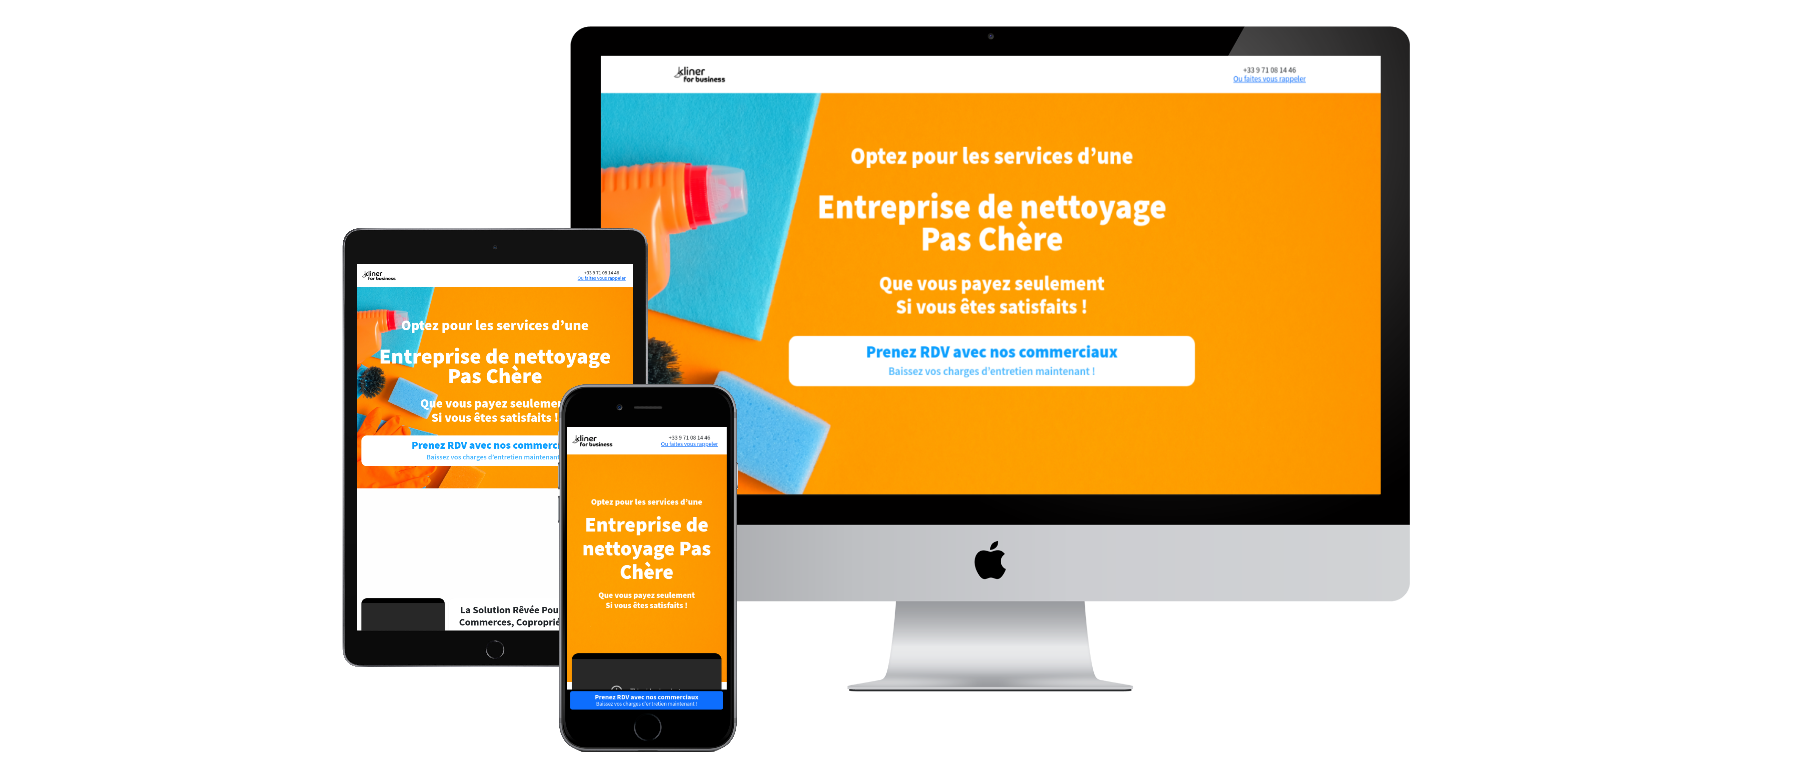 kliner
for business
+33 9 71 08 14 46
Ou faites vous rappeler
Optez pour les services d’une
Entreprise de nettoyage
Pas Chère
Que vous payez seulement
Si vous êtes satisfaits !
Prenez RDV avec nos commerciaux
Baissez vos charges d’entretien maintenant !
kliner
for business
+33 9 71 08 14 46
Ou faites vous rappeler
Optez pour les services d’une
Entreprise de nettoyage
Pas Chère
Que vous payez seulemen
Si vous êtes satisfaits !
Prenez RDV avec nos commerc
Baissez vos charges d’entretien maintenant
La Solution Rêvée Pou
Commerces, Coproprié
kliner
for business
+33 9 71 08 14 46
Ou faites vous rappeler
Optez pour les services d’une
Entreprise de
nettoyage Pas
Chère
Que vous payez seulement
Si vous êtes satisfaits !
Prenez RDV avec nos commerciaux
Baissez vos charges d’entretien maintenant !